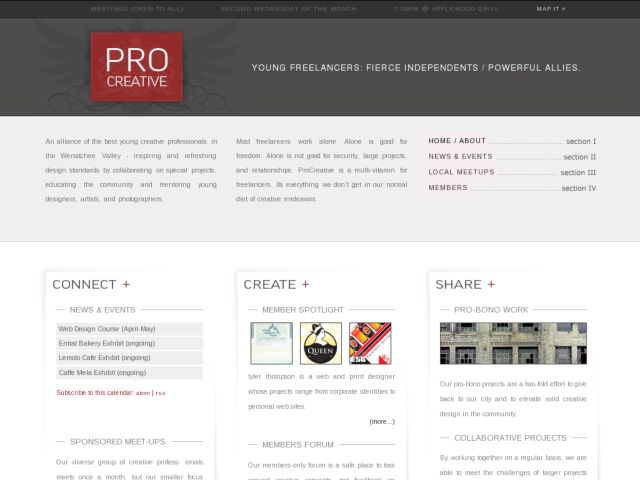 MEETINGS (OPEN TO ALL) SECOND WEDNESDAY OF THE MONTH 7:00PM @ APPLEWOOD GRILL MAP IT »
PRO
CREATIVE
YOUNG FREELANCERS: FIERCE INDEPENDENTS / POWERFUL ALLIES.
An alliance of the best young creative professionals in
the Wenatchee Valley - inspiring and refreshing
design standards by collaborating on special projects,
educating the community and mentoring young
designers, artists, and photographers.
Most freelancers work alone. Alone is good for
freedom. Alone is not good for security, large projects,
and relationships. ProCreative is a multi-vitamin for
freelancers. Its everything we don't get in our normal
diet of creative endeavors.
HOME / ABOUT section I
NEWS & EVENTS section II
LOCAL MEETUPS section III
MEMBERS section IV
CONNECT +
NEWS & EVENTS
Web Design Course (April-May)
Entiat Bakery Exhibit (ongoing)
Lemolo Cafe Exhibit (ongoing)
Caffe Mela Exhibit (ongoing)
Subscribe to this calendar: atom | rss
SPONSORED MEET-UPS
Our diverse group of creative profess- ionals
meets once a month, but our smaller focus
CREATE +
MEMBER SPOTLIGHT
QUEEN
tyler thompson is a web and print designer
whose projects range from corporate identities to
personal web sites.
(more...)
MEMBERS FORUM
Our members-only forum is a safe place to toss
SHARE +
PRO-BONO WORK
Our pro-bono projects are a two-fold effort to give
back to our city and to elevate solid creative
design in the community.
COLLABORATIVE PROJECTS
By working together on a regular basis, we are
able to meet the challenges of larger projects